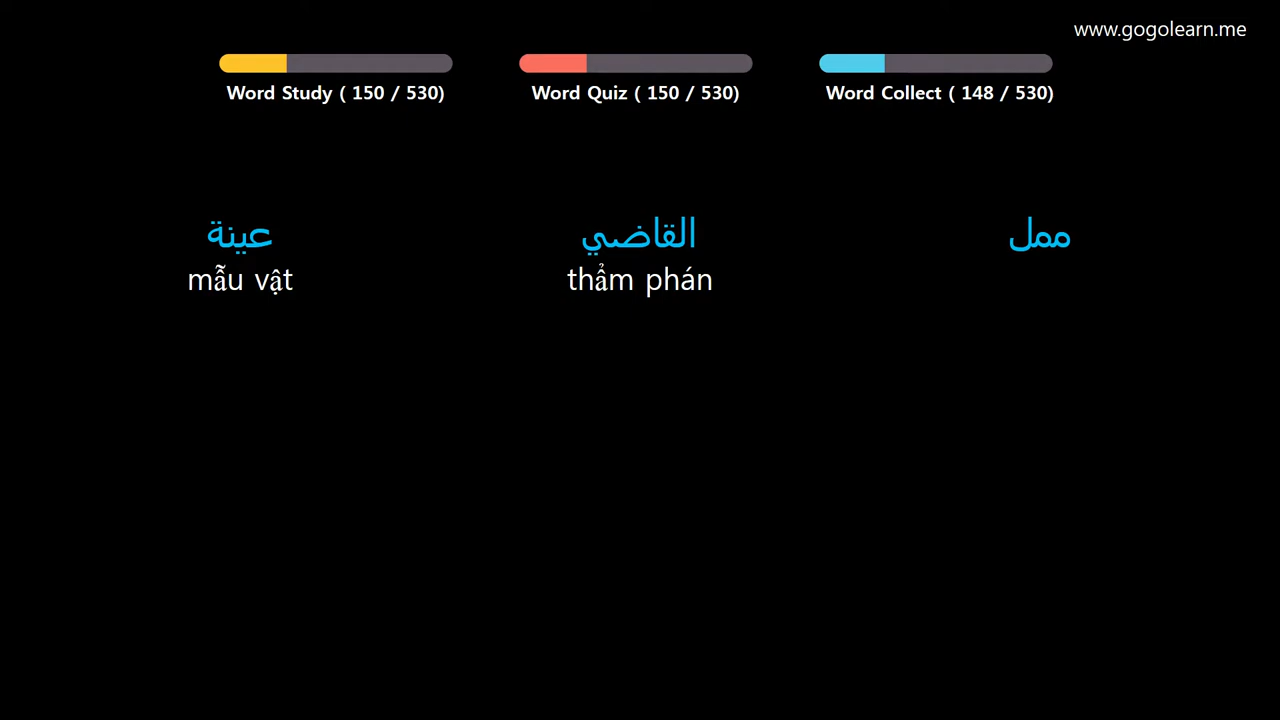 www.gogolearn.me
Word Study ( 150 / 530)
Word Quiz ( 150 / 530)
Word Collect ( 148 / 530)
عينة
mẫu vật
القاضي
thẩm phán
ممل